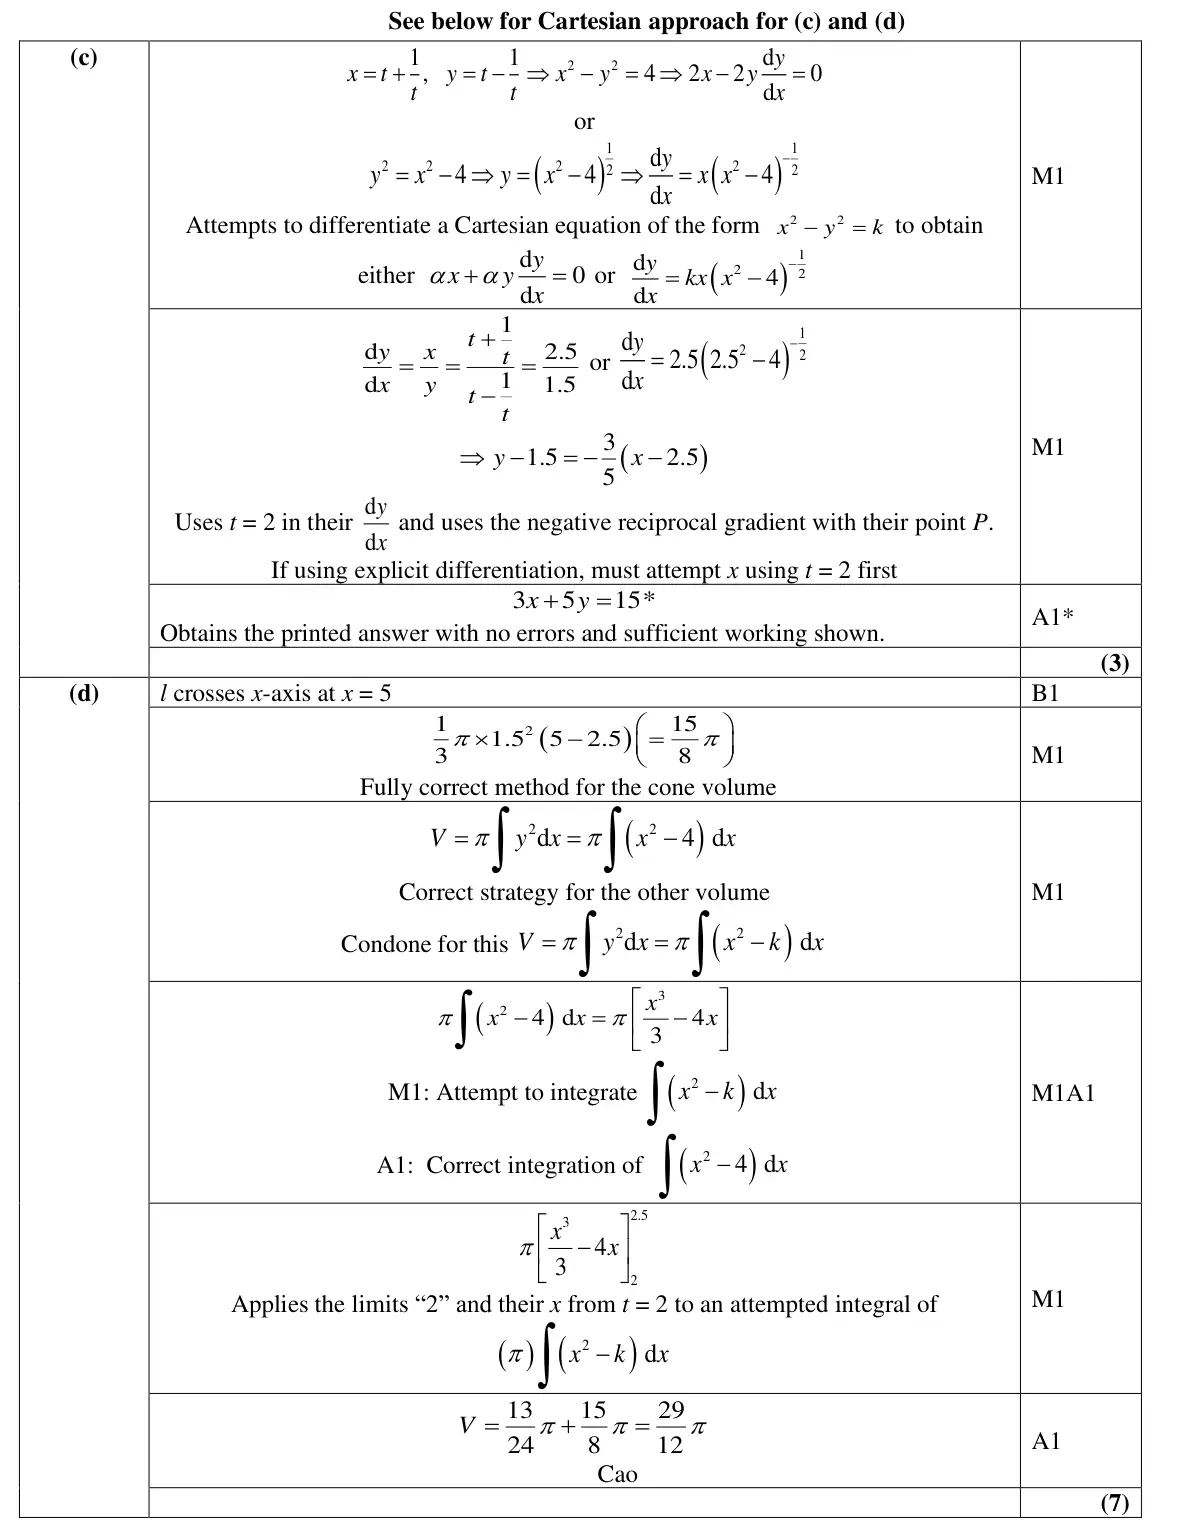 See below for Cartesian approach for (c) and (d)
(c)
x = t + 1/t, y = t − 1/t ⇒ x² − y² = 4 ⇒ 2x − 2y dy/dx = 0
or
y² = x² − 4 ⇒ y = (x² − 4)^(1/2) ⇒ dy/dx = x(x² − 4)^(−1/2)
M1
Attempts to differentiate a Cartesian equation of the form x² − y² = k to obtain
either αx + αy dy/dx = 0 or dy/dx = kx(x² − 4)^(−1/2)
dy/dx = x/y = (t + 1/t)/(t − 1/t) = 2.5/1.5 or dy/dx = 2.5(2.5² − 4)^(−1/2)
⇒ y − 1.5 = −3/5 (x − 2.5)
M1
Uses t = 2 in their dy/dx and uses the negative reciprocal gradient with their point P.
If using explicit differentiation, must attempt x using t = 2 first
3x + 5y = 15*
A1*
Obtains the printed answer with no errors and sufficient working shown.
(3)
(d)
l crosses x-axis at x = 5
B1
1/3 π × 1.5² (5 − 2.5) (= 15/8 π)
M1
Fully correct method for the cone volume
V = π ∫ y² dx = π ∫ (x² − 4) dx
Correct strategy for the other volume
M1
Condone for this V = π ∫ y² dx = π ∫ (x² − k) dx
π ∫ (x² − 4) dx = π [x³/3 − 4x]
M1: Attempt to integrate ∫ (x² − k) dx
M1A1
A1: Correct integration of ∫ (x² − 4) dx
π [x³/3 − 4x]₂^2.5
Applies the limits “2” and their x from t = 2 to an attempted integral of
M1
(π) ∫ (x² − k) dx
V = 13/24 π + 15/8 π = 29/12 π
A1
Cao
(7)